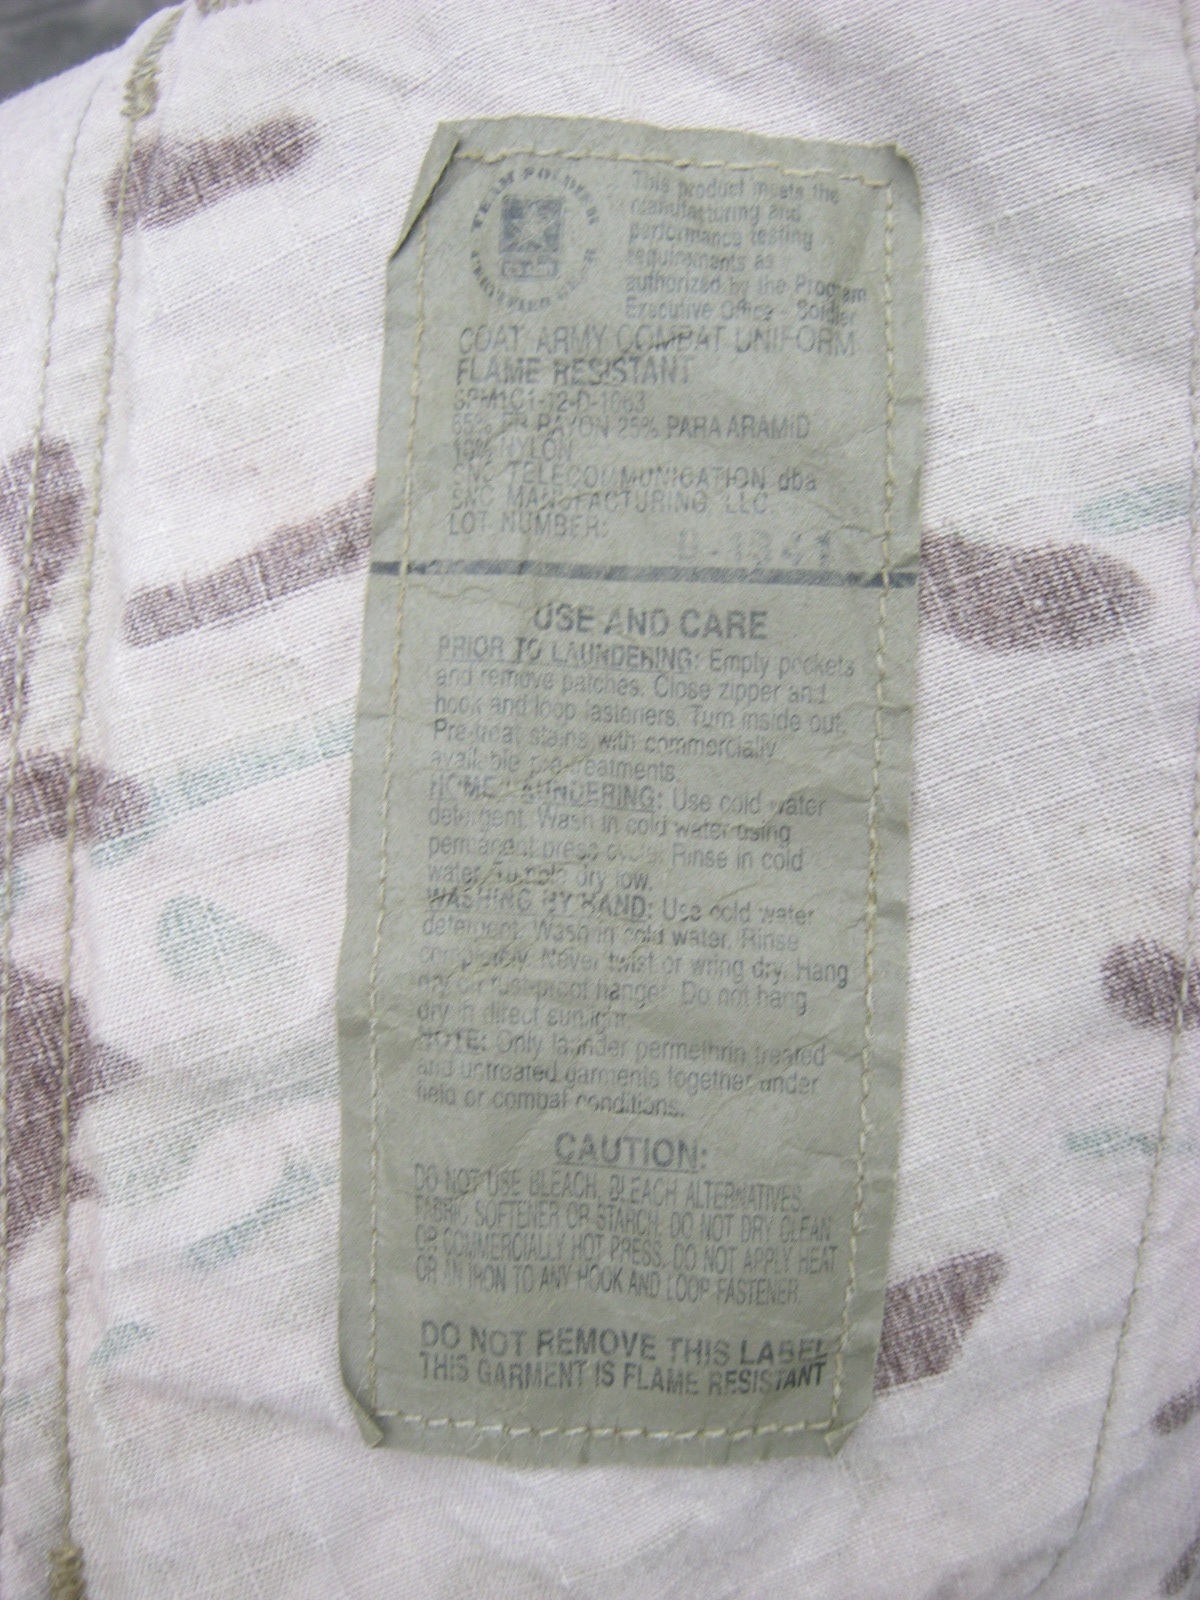 TEAM SOLDIER
CERTIFIED GEAR
This product meets the
manufacturing and
performance testing
requirements as
authorized by the Program
Executive Office - Soldier
COAT, ARMY COMBAT UNIFORM
FLAME RESISTANT
SPM1C1-12-D-1063
65% FR RAYON 25% PARA ARAMID
10% NYLON
SNC TELECOMMUNICATION dba
SNC MANUFACTURING, LLC.
LOT NUMBER:
USE AND CARE
PRIOR TO LAUNDERING: Empty pockets
and remove patches. Close zipper and
hook and loop fasteners. Turn inside out.
Pre-treat stains with commercially
available pre-treatments.
HOME LAUNDERING: Use cold water
detergent. Wash in cold water using
permanent press cycle. Rinse in cold
water. Tumble dry low.
WASHING BY HAND: Use cold water
detergent. Wash in cold water. Rinse
completely. Never twist or wring dry. Hang
dry on rust-proof hanger. Do not hang
dry in direct sunlight.
NOTE: Only launder permethrin treated
and untreated garments together under
field or combat conditions.
CAUTION:
DO NOT USE BLEACH, BLEACH ALTERNATIVES,
FABRIC SOFTENER OR STARCH. DO NOT DRY CLEAN
OR COMMERCIALLY HOT PRESS. DO NOT APPLY HEAT
OR AN IRON TO ANY HOOK AND LOOP FASTENER.
DO NOT REMOVE THIS LABEL
THIS GARMENT IS FLAME RESISTANT